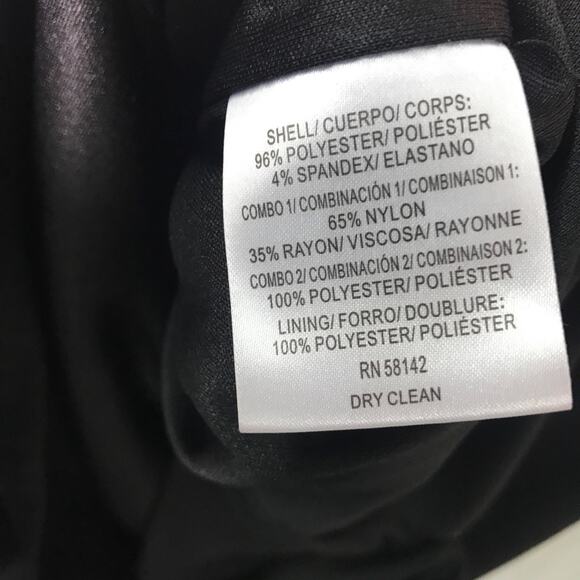 SHELL/ CUERPO/ CORPS:
96% POLYESTER/ POLIÉSTER
4% SPANDEX/ ELASTANO
COMBO 1/ COMBINACIÓN 1/ COMBINAISON 1:
65% NYLON
35% RAYON/ VISCOSA/ RAYONNE
COMBO 2/ COMBINACIÓN 2/ COMBINAISON 2:
100% POLYESTER/ POLIÉSTER
LINING/ FORRO/ DOUBLURE:
100% POLYESTER/ POLIÉSTER
RN 58142
DRY CLEAN